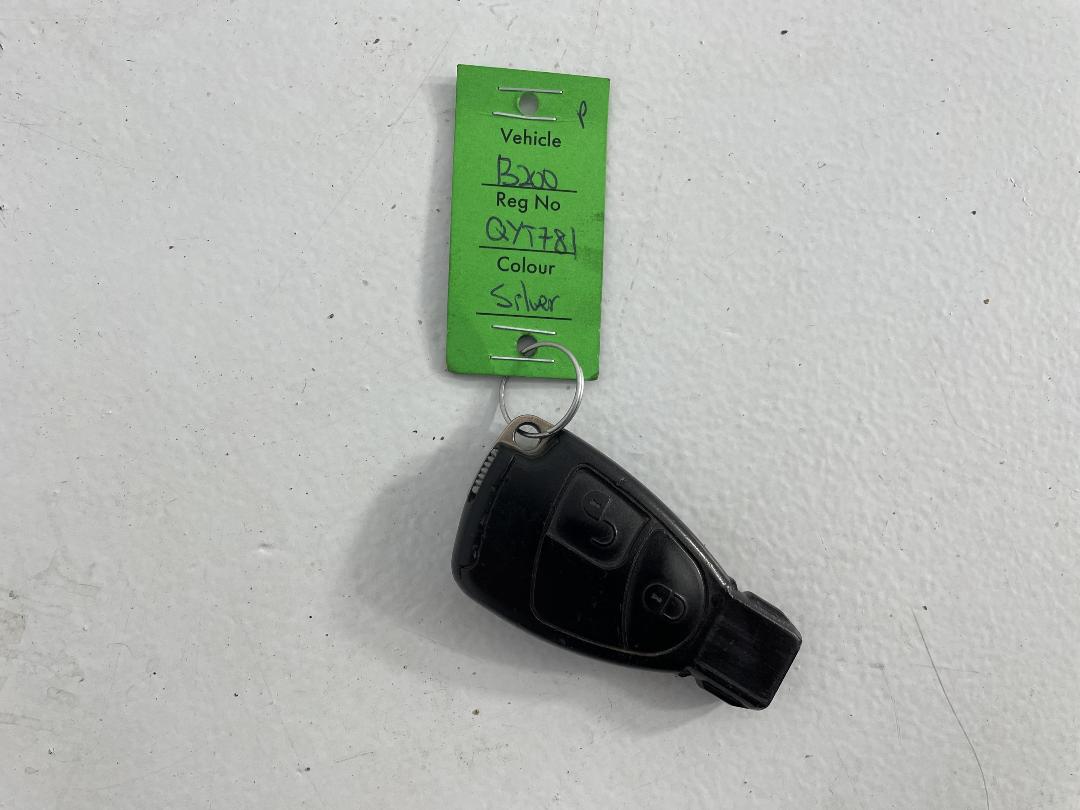 P
Vehicle
B200
Reg No
QYT781
Colour
Silver